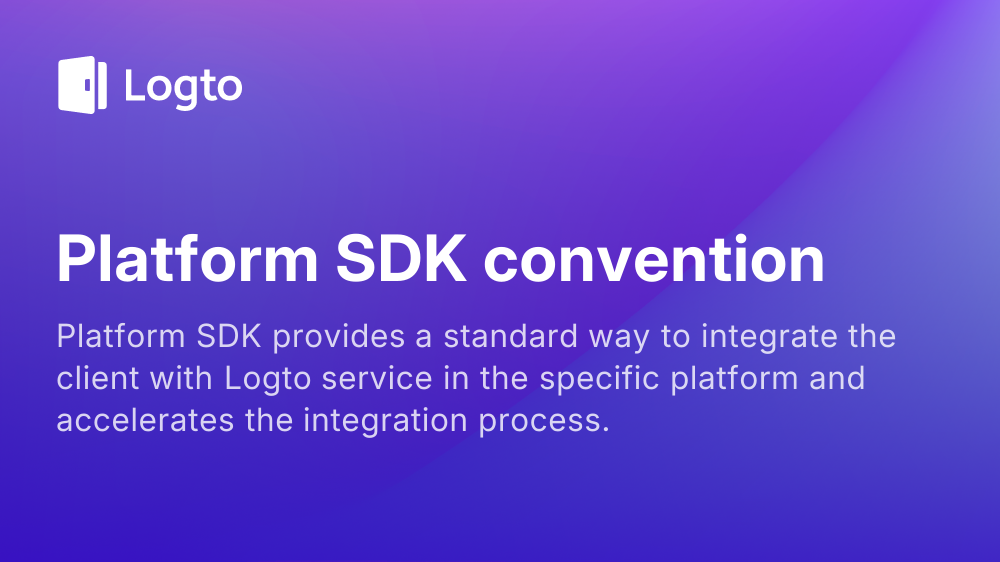 Logto
Platform SDK convention
Platform SDK provides a standard way to integrate the
client with Logto service in the specific platform and
accelerates the integration process.